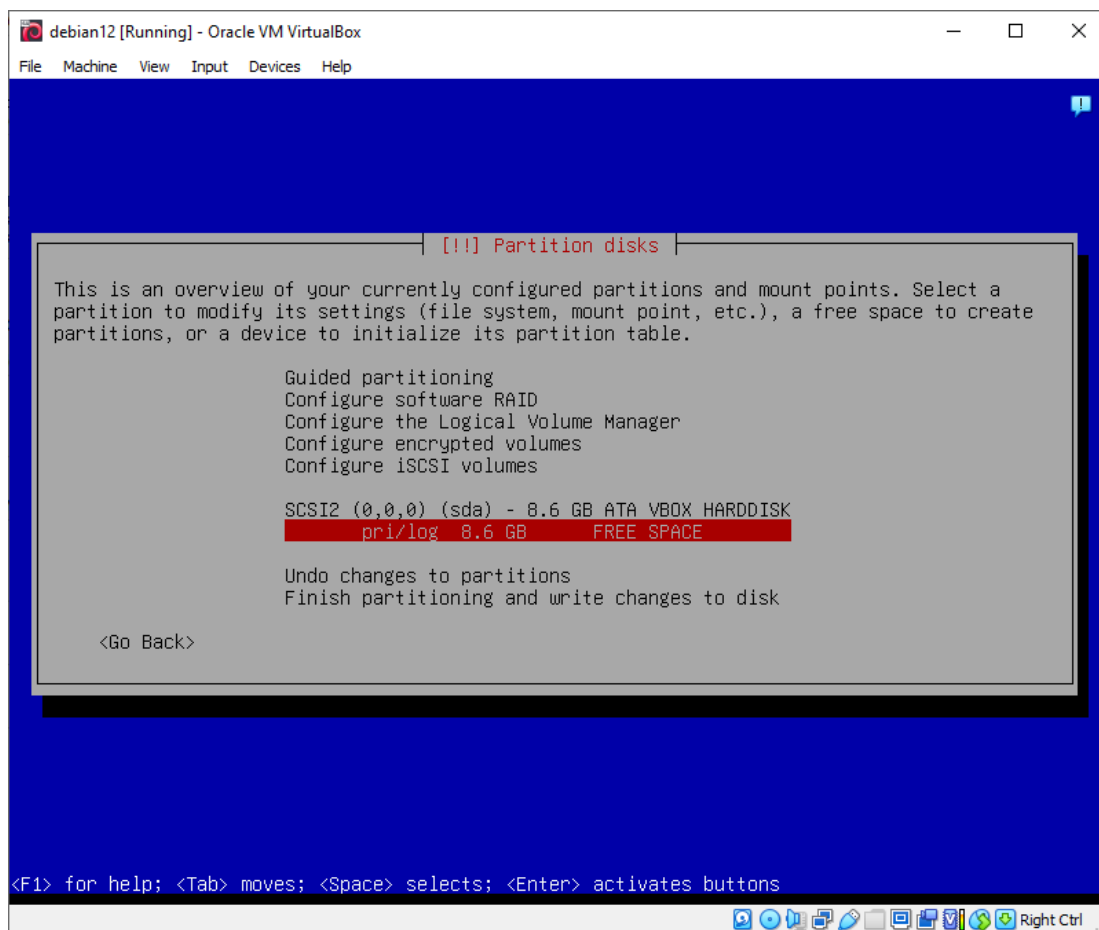 debian12 [Running] - Oracle VM VirtualBox
File Machine View Input Devices Help
[!!] Partition disks
This is an overview of your currently configured partitions and mount points. Select a
partition to modify its settings (file system, mount point, etc.), a free space to create
partitions, or a device to initialize its partition table.
Guided partitioning
Configure software RAID
Configure the Logical Volume Manager
Configure encrypted volumes
Configure iSCSI volumes
SCSI2 (0,0,0) (sda) - 8.6 GB ATA VBOX HARDDISK
pri/log 8.6 GB FREE SPACE
Undo changes to partitions
Finish partitioning and write changes to disk
<Go Back>
<F1> for help; <Tab> moves; <Space> selects; <Enter> activates buttons
Right Ctrl